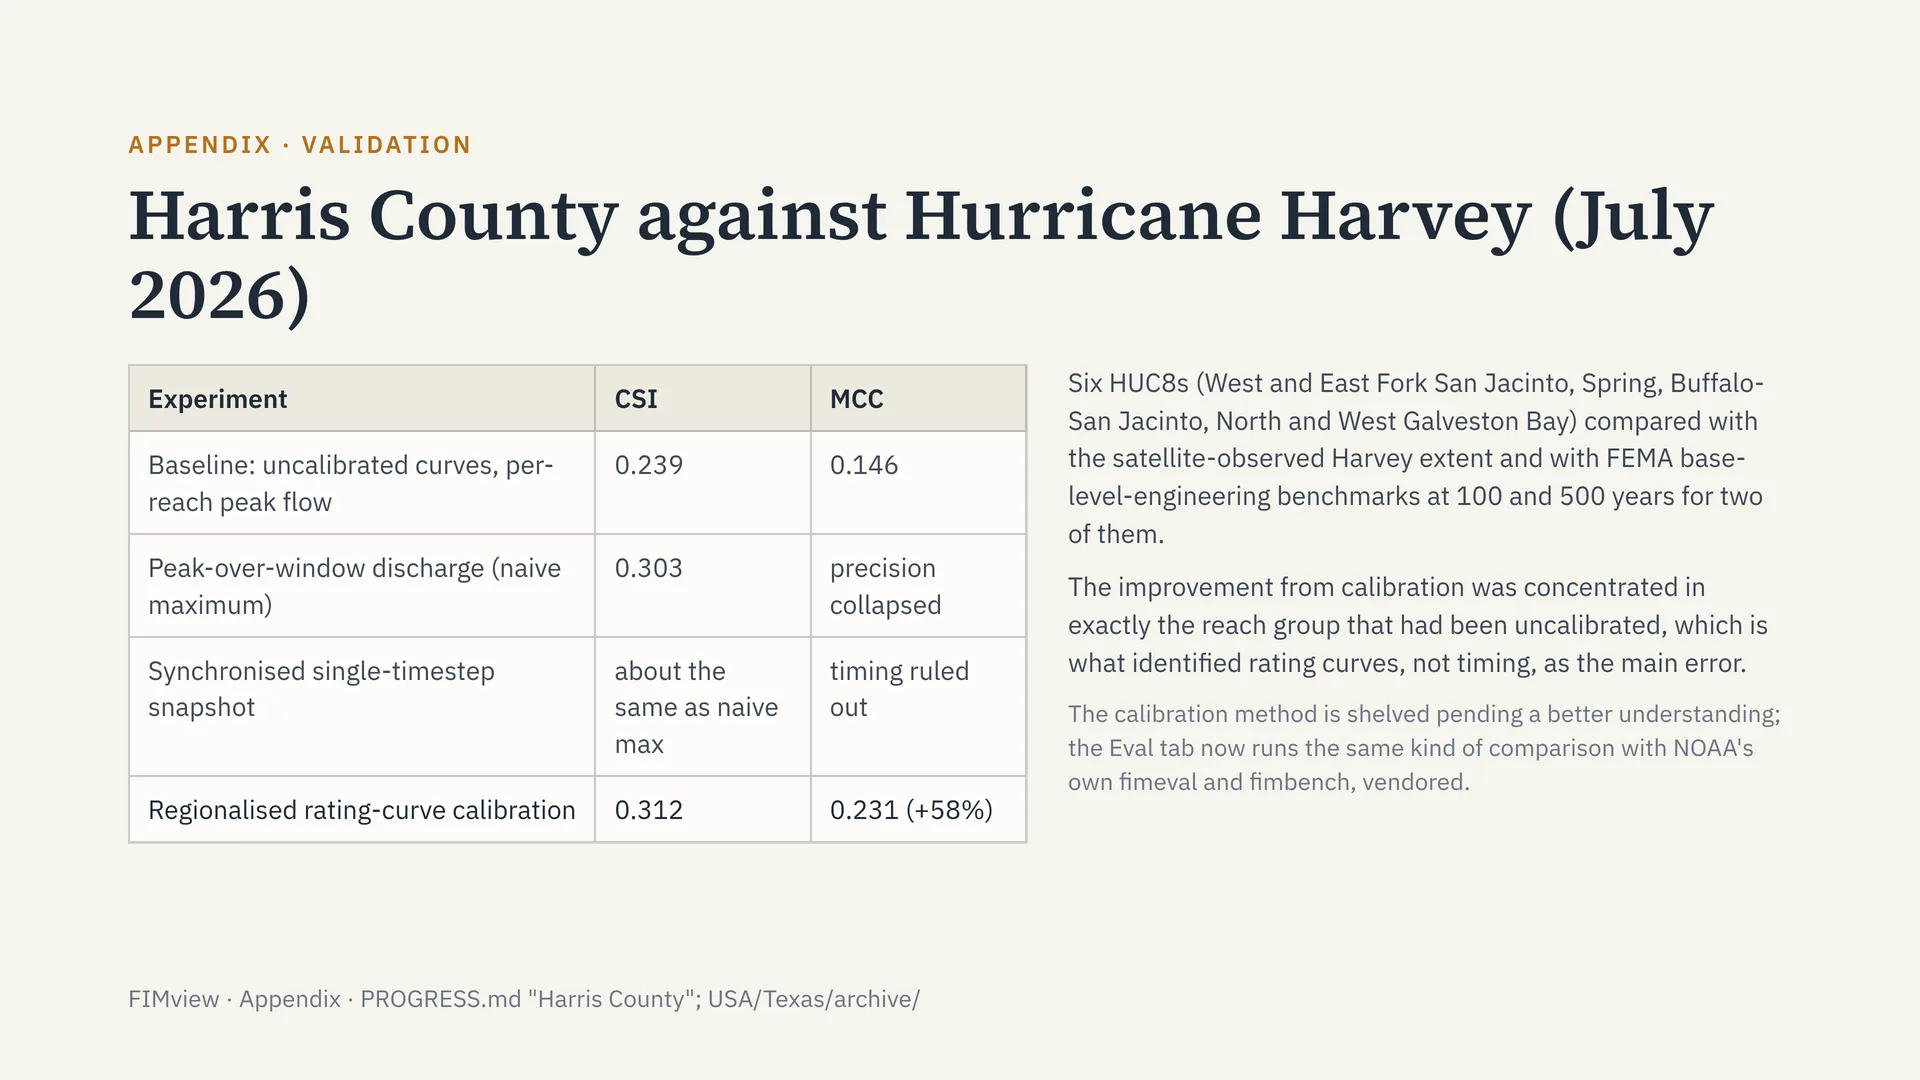 APPENDIX · VALIDATION
Harris County against Hurricane Harvey (July
2026)
Experiment
CSI
MCC
Baseline: uncalibrated curves, per-
reach peak flow
0.239
0.146
Peak-over-window discharge (naive
maximum)
0.303
precision
collapsed
Synchronised single-timestep
snapshot
about the
same as naive
max
timing ruled
out
Regionalised rating-curve calibration
0.312
0.231 (+58%)
Six HUC8s (West and East Fork San Jacinto, Spring, Buffalo-
San Jacinto, North and West Galveston Bay) compared with
the satellite-observed Harvey extent and with FEMA base-
level-engineering benchmarks at 100 and 500 years for two
of them.
The improvement from calibration was concentrated in
exactly the reach group that had been uncalibrated, which is
what identified rating curves, not timing, as the main error.
The calibration method is shelved pending a better understanding;
the Eval tab now runs the same kind of comparison with NOAA's
own fimeval and fimbench, vendored.
FIMview · Appendix · PROGRESS.md "Harris County"; USA/Texas/archive/